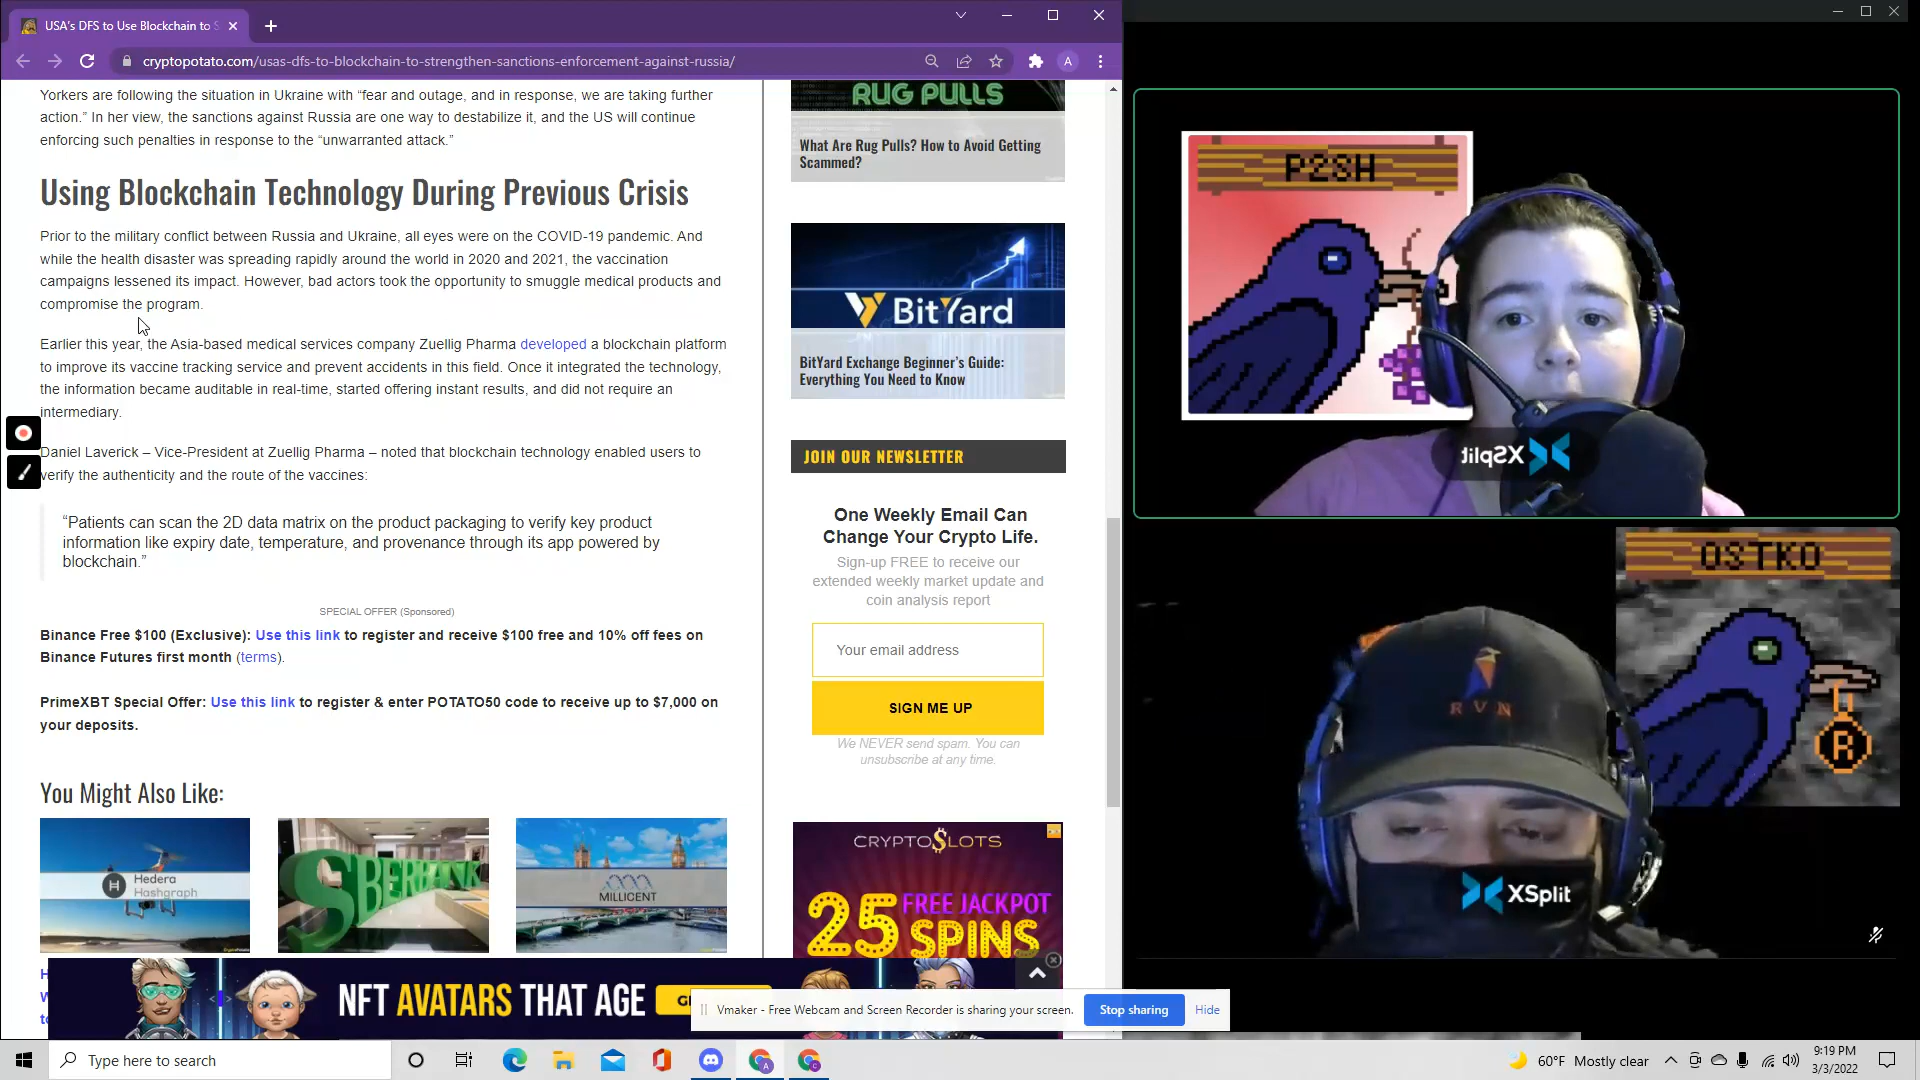 USA's DFS to Use Blockchain to S
cryptopotato.com/usas-dfs-to-blockchain-to-strengthen-sanctions-enforcement-against-russia/
A
Yorkers are following the situation in Ukraine with “fear and outage, and in response, we are taking further
action.” In her view, the sanctions against Russia are one way to destabilize it, and the US will continue
enforcing such penalties in response to the “unwarranted attack.”
Using Blockchain Technology During Previous Crisis
Prior to the military conflict between Russia and Ukraine, all eyes were on the COVID-19 pandemic. And
while the health disaster was spreading rapidly around the world in 2020 and 2021, the vaccination
campaigns lessened its impact. However, bad actors took the opportunity to smuggle medical products and
compromise the program.
Earlier this year, the Asia-based medical services company Zuellig Pharma developed a blockchain platform
to improve its vaccine tracking service and prevent accidents in this field. Once it integrated the technology,
the information became auditable in real-time, started offering instant results, and did not require an
intermediary.
Daniel Laverick – Vice-President at Zuellig Pharma – noted that blockchain technology enabled users to
verify the authenticity and the route of the vaccines:
“Patients can scan the 2D data matrix on the product packaging to verify key product
information like expiry date, temperature, and provenance through its app powered by
blockchain.”
SPECIAL OFFER (Sponsored)
Binance Free $100 (Exclusive): Use this link to register and receive $100 free and 10% off fees on
Binance Futures first month (terms).
PrimeXBT Special Offer: Use this link to register & enter POTATO50 code to receive up to $7,000 on
your deposits.
You Might Also Like:
Hedera
Hashgraph
SBERBANK
MILLICENT
RUG PULLS
What Are Rug Pulls? How to Avoid Getting
Scammed?
BitYard
BitYard Exchange Beginner's Guide:
Everything You Need to Know
JOIN OUR NEWSLETTER
One Weekly Email Can
Change Your Crypto Life.
Sign-up FREE to receive our
extended weekly market update and
coin analysis report
Your email address
SIGN ME UP
We NEVER send spam. You can
unsubscribe at any time.
CRYPTO$LOTS
25 FREE JACKPOT
SPINS
NFT AVATARS THAT AGE
Vmaker - Free Webcam and Screen Recorder is sharing your screen.
Stop sharing
Hide
P2SH
XSplit
OSTKO
R
RVN
XSplit
Type here to search
60°F Mostly clear
9:19 PM
3/3/2022